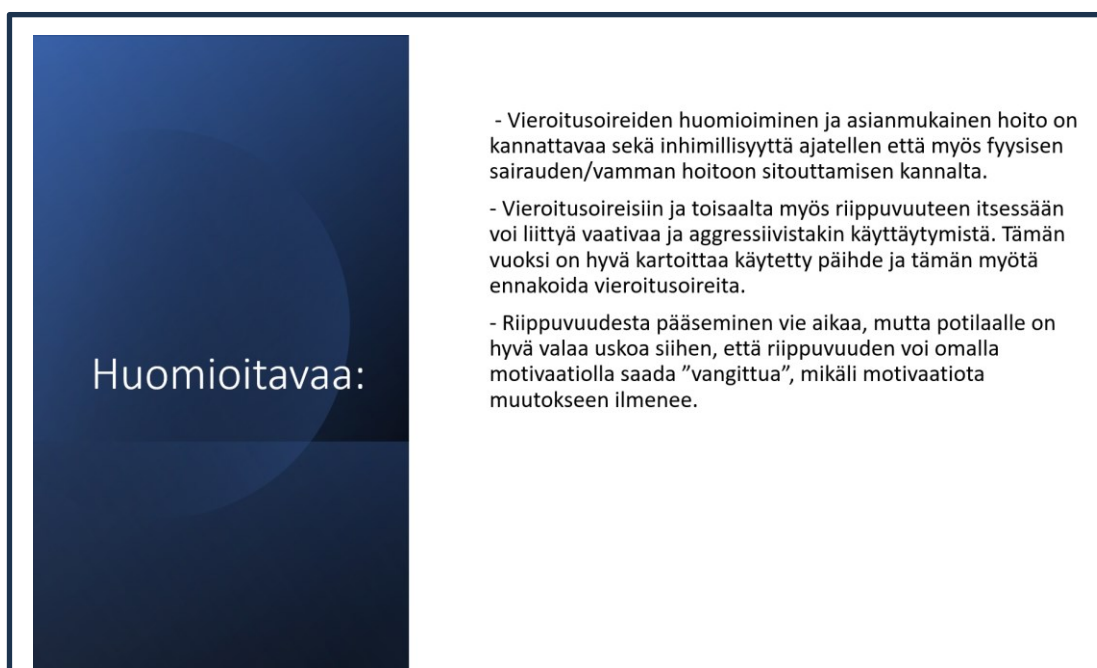 Huomioitavaa:
- Vieroitusoireiden huomioiminen ja asianmukainen hoito on
kannattavaa sekä inhimillisyyttä ajatellen että myös fyysisen
sairauden/vamman hoitoon sitouttamisen kannalta.
- Vieroitusoireisiin ja toisaalta myös riippuvuuteen itsessään
voi liittyä vaativaa ja aggressiivistakin käyttäytymistä. Tämän
vuoksi on hyvä kartoittaa käytetty päihde ja tämän myötä
ennakoida vieroitusoireita.
- Riippuvuudesta pääseminen vie aikaa, mutta potilaalle on
hyvä valaa uskoa siihen, että riippuvuuden voi omalla
motivaatiolla saada ”vangittua”, mikäli motivaatiota
muutokseen ilmenee.